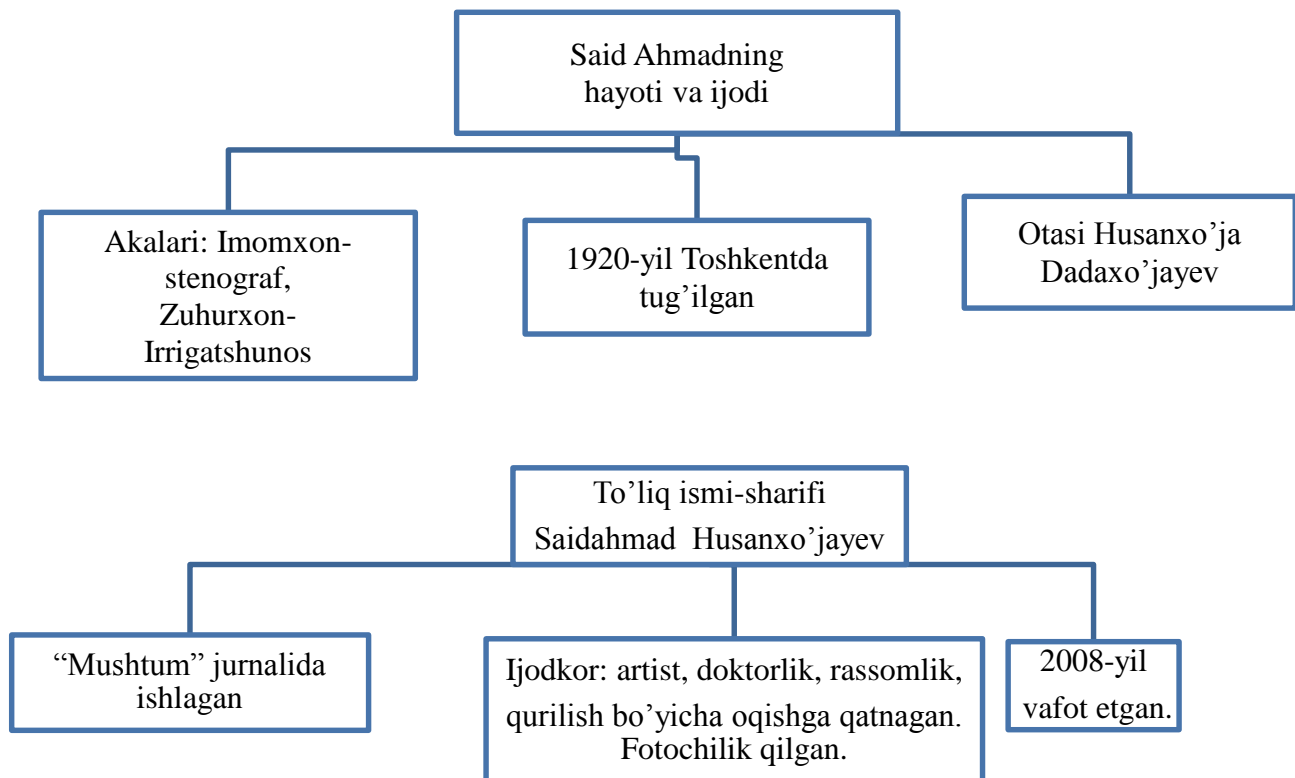 Said Ahmadning
hayoti va ijodi
Akalari: Imomxon-
stenograf,
Zuhurxon-
Irrigatshunos
1920-yil Toshkentda
tug’ilgan
Otasi Husanxo’ja
Dadaxo’jayev
To’liq ismi-sharifi
Saidahmad Husanxo’jayev
“Mushtum” jurnalida
ishlagan
Ijodkor: artist, doktorlik, rassomlik,
qurilish bo’yicha oqishga qatnagan.
Fotochilik qilgan.
2008-yil
vafot etgan.